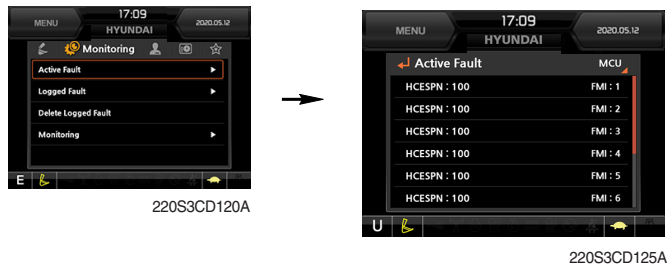 MENU
17:09
2020.05.12
HYUNDAI
Monitoring
Active Fault
Logged Fault
Delete Logged Fault
Monitoring
E
220S3CD120A
MENU
17:09
2020.05.12
HYUNDAI
Active Fault MCU
HCESPN : 100 FMI : 1
HCESPN : 100 FMI : 2
HCESPN : 100 FMI : 3
HCESPN : 100 FMI : 4
HCESPN : 100 FMI : 5
HCESPN : 100 FMI : 6
U
220S3CD125A